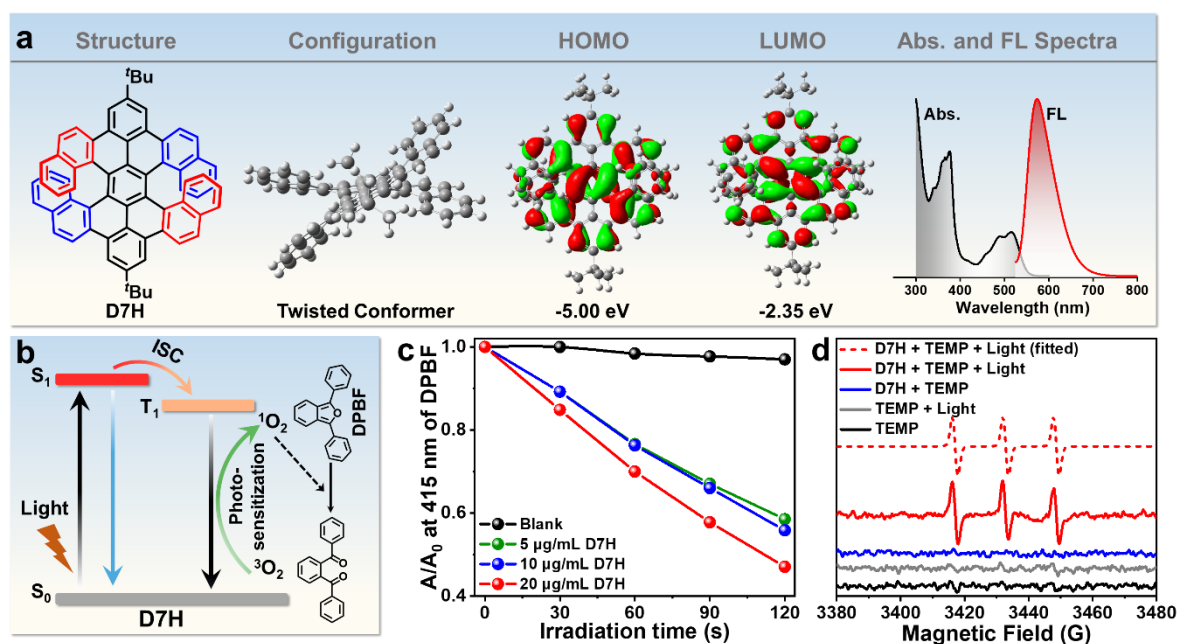 a
Structure
Configuration
HOMO
LUMO
Abs. and FL Spectra
ᵗBu
ᵗBu
D7H
Twisted Conformer
-5.00 eV
-2.35 eV
Abs.
FL
300 400 500 600 700 800
Wavelength (nm)
b
ISC
S₁
T₁
¹O₂
DPBF
O
Photo-
sensitization
Light
³O₂
O
O
S₀
D7H
c
A/A₀ at 415 nm of DPBF
1.0
0.8
0.6
0.4
Blank
5 μg/mL D7H
10 μg/mL D7H
20 μg/mL D7H
0 30 60 90 120
Irradiation time (s)
d
D7H + TEMP + Light (fitted)
D7H + TEMP + Light
D7H + TEMP
TEMP + Light
TEMP
3380 3400 3420 3440 3460 3480
Magnetic Field (G)